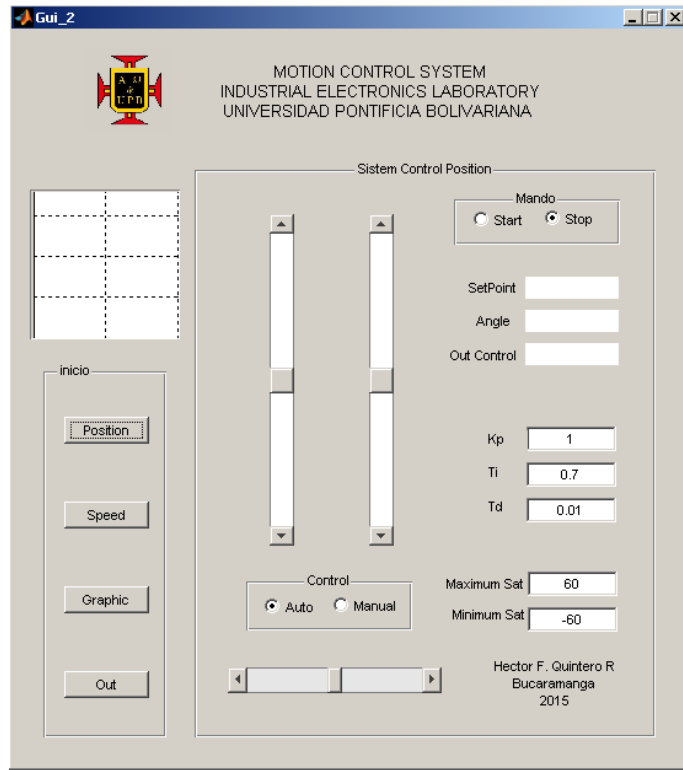 Gui_2
MOTION CONTROL SYSTEM
INDUSTRIAL ELECTRONICS LABORATORY
UNIVERSIDAD PONTIFICIA BOLIVARIANA
Sistem Control Position
Mando
Start Stop
SetPoint
Angle
Out Control
inicio
Position
Speed
Graphic
Out
Kp 1
Ti 0.7
Td 0.01
Control
Auto Manual
Maximum Sat 60
Minimum Sat -60
Hector F. Quintero R
Bucaramanga
2015